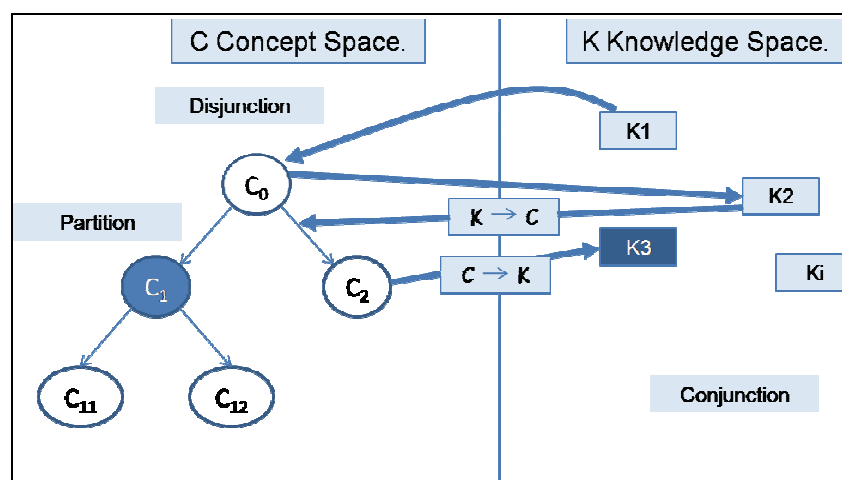 C Concept Space.
K Knowledge Space.
Disjunction
K1
C0
K2
Partition
K → C
K3
C1
C2
C → K
Ki
C11
C12
Conjunction